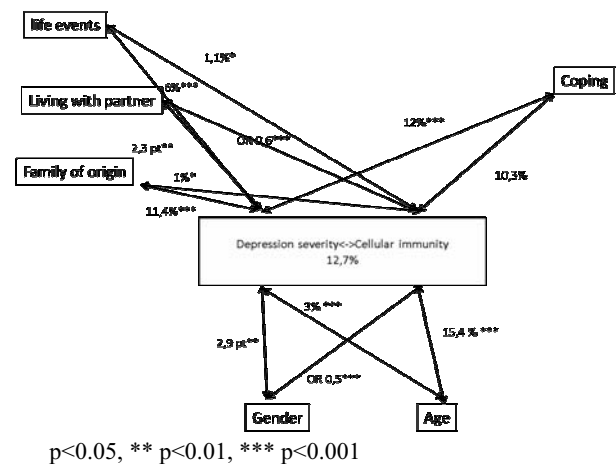 life events
1,1%*
6%***
Coping
Living with partner
12%***
OR 0,6***
2,3 pt**
Family of origin
1%*
10,3%
11,4%***
Depression severity<->Cellular immunity
12,7%
3% ***
2,9 pt**
15,4 % ***
OR 0,5***
Gender
Age
p<0.05, ** p<0.01, *** p<0.001